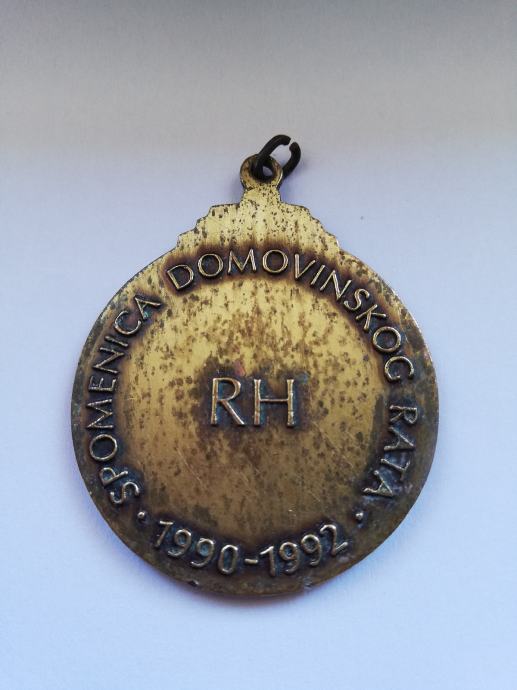 SPOMENICA DOMOVINSKOG RATA
RH
· 1990-1992 ·